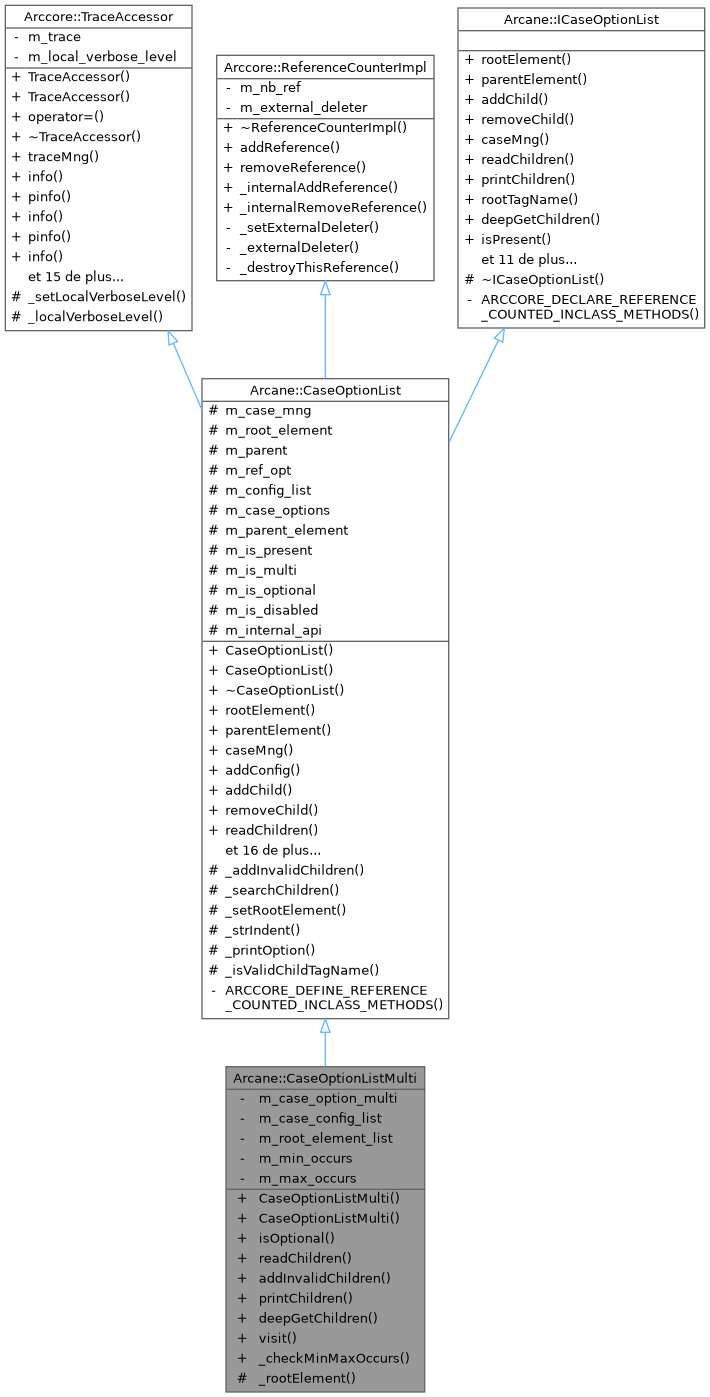 Arccore::TraceAccessor
- m_trace
- m_local_verbose_level
+ TraceAccessor()
+ TraceAccessor()
+ operator=()
+ ~TraceAccessor()
+ traceMng()
+ info()
+ pinfo()
+ info()
+ pinfo()
+ info()
et 15 de plus...
# _setLocalVerboseLevel()
# _localVerboseLevel()
Arccore::ReferenceCounterImpl
- m_nb_ref
- m_external_deleter
+ ~ReferenceCounterImpl()
+ addReference()
+ removeReference()
+ _internalAddReference()
+ _internalRemoveReference()
- _setExternalDeleter()
- _externalDeleter()
- _destroyThisReference()
Arcane::ICaseOptionList
+ rootElement()
+ parentElement()
+ addChild()
+ removeChild()
+ caseMng()
+ readChildren()
+ printChildren()
+ rootTagName()
+ deepGetChildren()
+ isPresent()
et 11 de plus...
# ~ICaseOptionList()
- ARCCORE_DECLARE_REFERENCE
_COUNTED_INCLASS_METHODS()
Arcane::CaseOptionList
# m_case_mng
# m_root_element
# m_parent
# m_ref_opt
# m_config_list
# m_case_options
# m_parent_element
# m_is_present
# m_is_multi
# m_is_optional
# m_is_disabled
# m_internal_api
+ CaseOptionList()
+ CaseOptionList()
+ ~CaseOptionList()
+ rootElement()
+ parentElement()
+ caseMng()
+ addConfig()
+ addChild()
+ removeChild()
+ readChildren()
et 16 de plus...
# _addInvalidChildren()
# _searchChildren()
# _setRootElement()
# _strIndent()
# _printOption()
# _isValidChildTagName()
- ARCCORE_DEFINE_REFERENCE
_COUNTED_INCLASS_METHODS()
Arcane::CaseOptionListMulti
- m_case_option_multi
- m_case_config_list
- m_root_element_list
- m_min_occurs
- m_max_occurs
+ CaseOptionListMulti()
+ CaseOptionListMulti()
+ isOptional()
+ readChildren()
+ addInvalidChildren()
+ printChildren()
+ deepGetChildren()
+ visit()
+ _checkMinMaxOccurs()
# _rootElement()